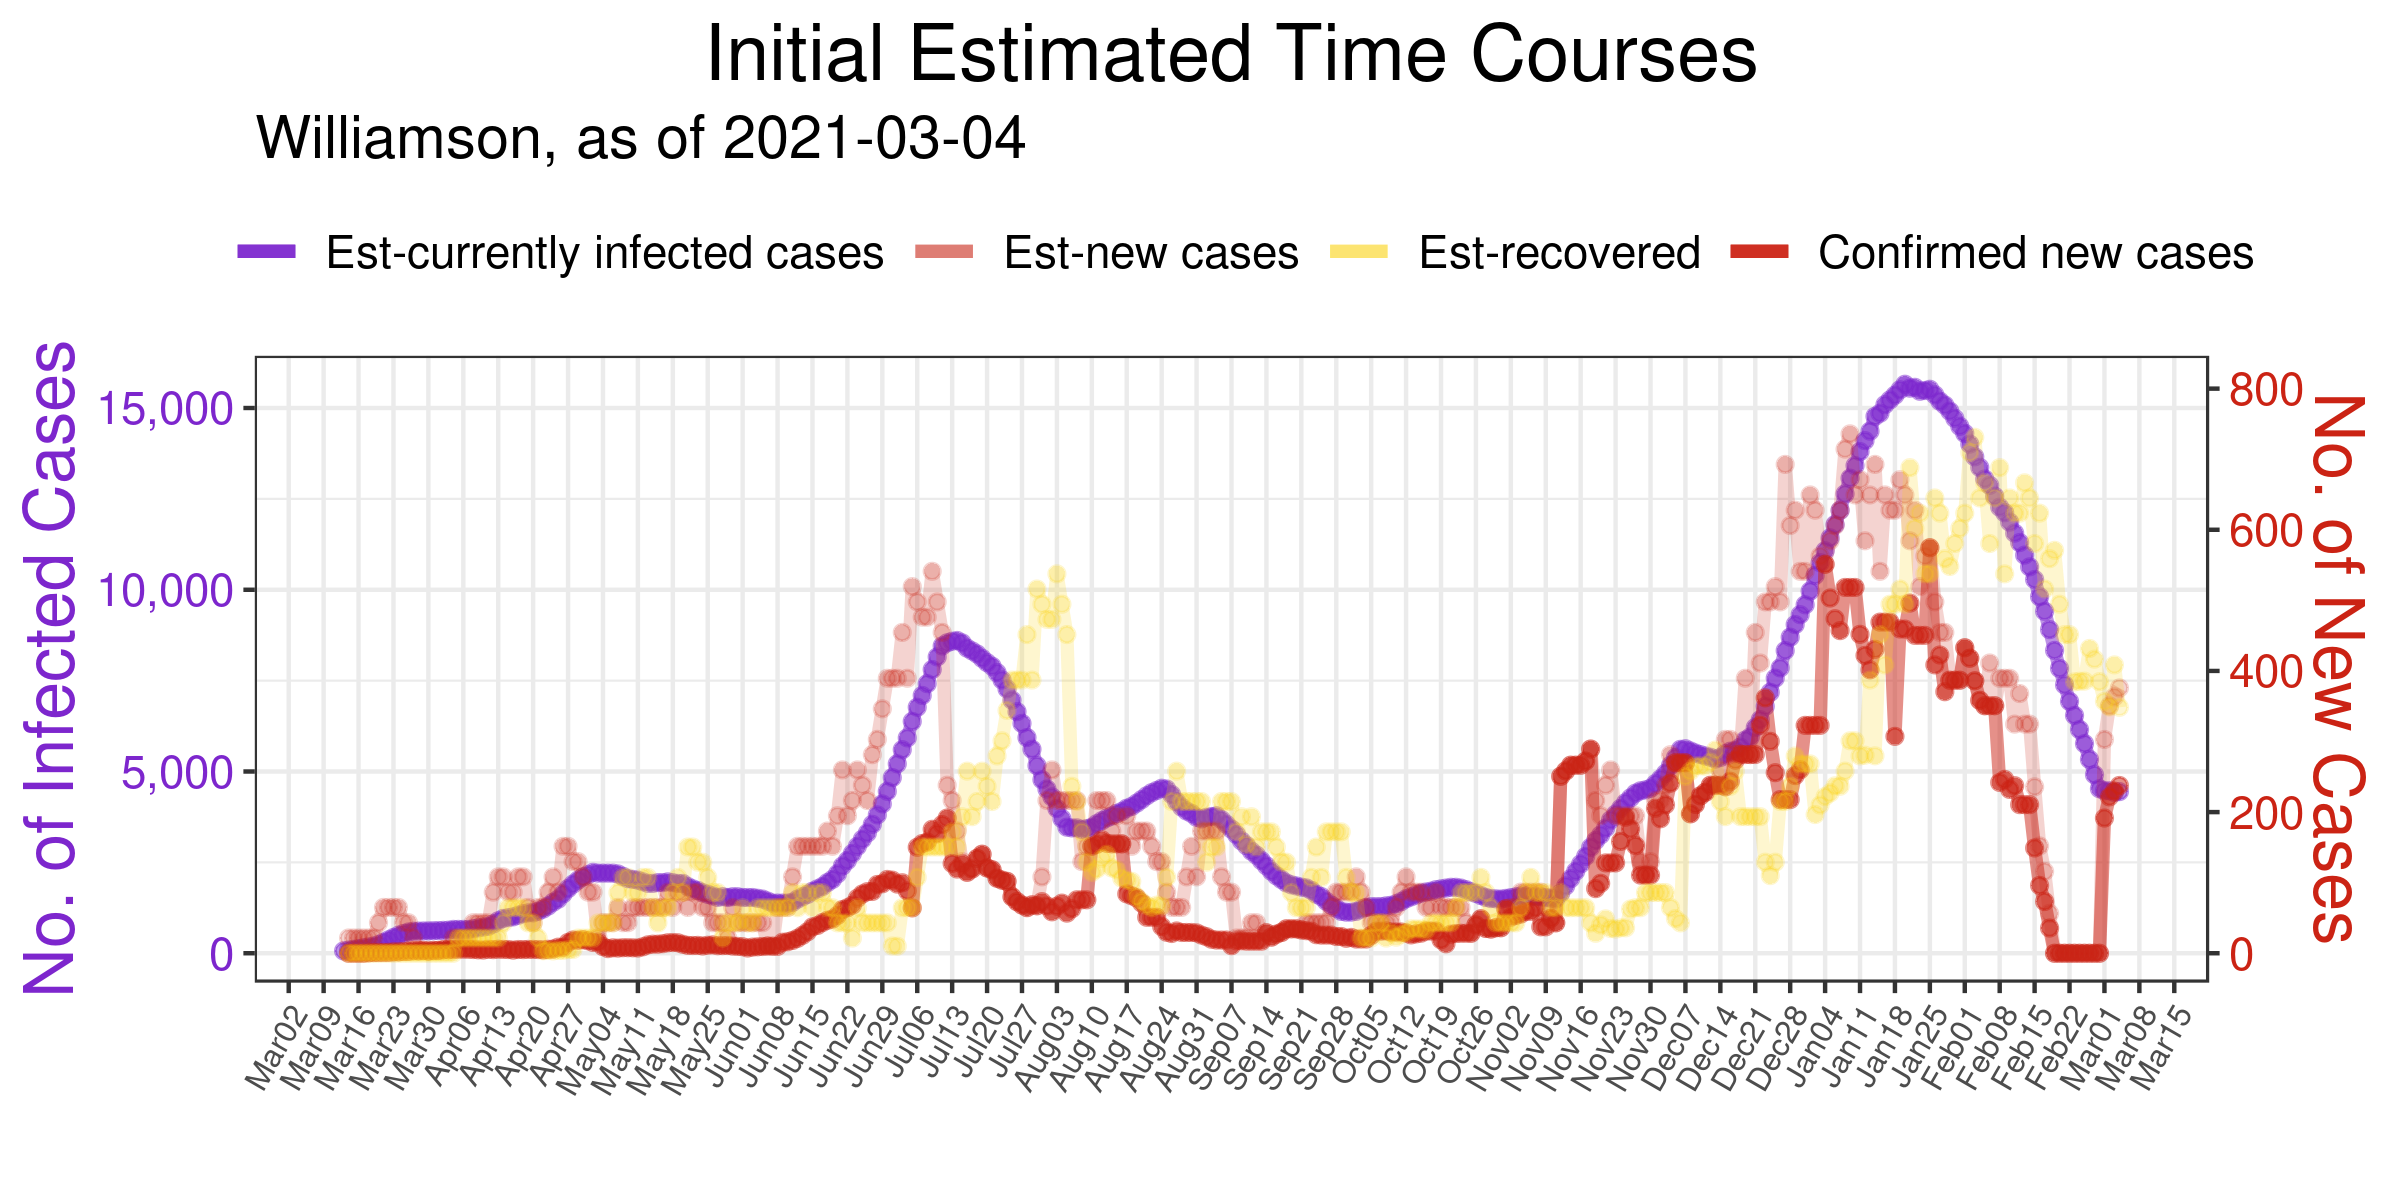 Initial Estimated Time Courses
Williamson, as of 2021-03-04
Est-currently infected cases Est-new cases Est-recovered Confirmed new cases
No. of Infected Cases
15,000
10,000
5,000
0
800
600
400
200
0
No. of New Cases
Mar02 Mar09 Mar16 Mar23 Mar30 Apr06 Apr13 Apr20 Apr27 May04 May11 May18 May25 Jun01 Jun08 Jun15 Jun22 Jun29 Jul06 Jul13 Jul20 Jul27 Aug03 Aug10 Aug17 Aug24 Aug31 Sep07 Sep14 Sep21 Sep28 Oct05 Oct12 Oct19 Oct26 Nov02 Nov09 Nov16 Nov23 Nov30 Dec07 Dec14 Dec21 Dec28 Jan04 Jan11 Jan18 Jan25 Feb01 Feb08 Feb15 Feb22 Mar01 Mar08 Mar15